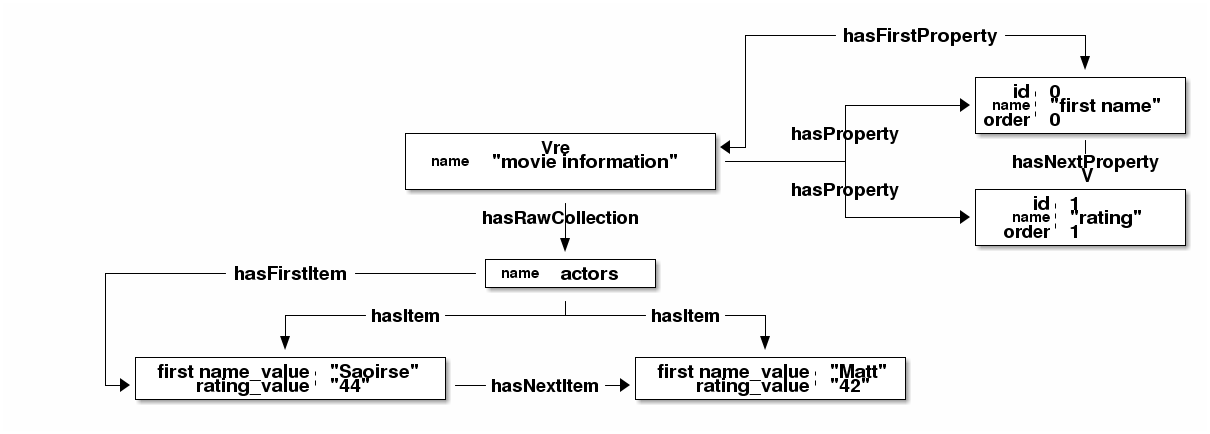 hasFirstProperty
id 0
name "first name"
order 0
hasProperty
Vre
name "movie information"
hasNextProperty
V
hasProperty
id 1
name "rating"
order 1
hasRawCollection
hasFirstItem
name actors
hasItem hasItem
first name_value "Saoirse"
rating_value "44"
hasNextItem
first name_value "Matt"
rating_value "42"